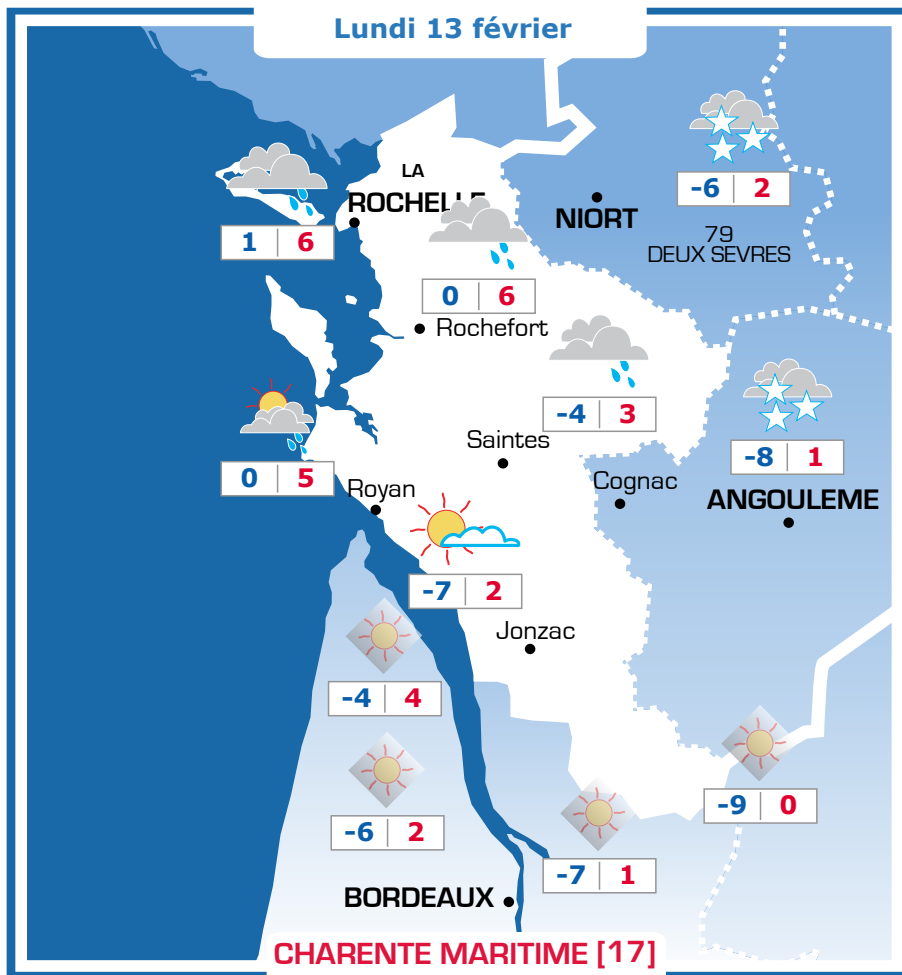 Lundi 13 février
-6 2
LA
ROCHELLE
NIORT
1 6
79
DEUX SEVRES
0 6
Rochefort
-4 3
Saintes
-8 1
0 5
Royan
Cognac
ANGOULEME
-7 2
Jonzac
-4 4
-9 0
-6 2
-7 1
BORDEAUX
CHARENTE MARITIME [17]